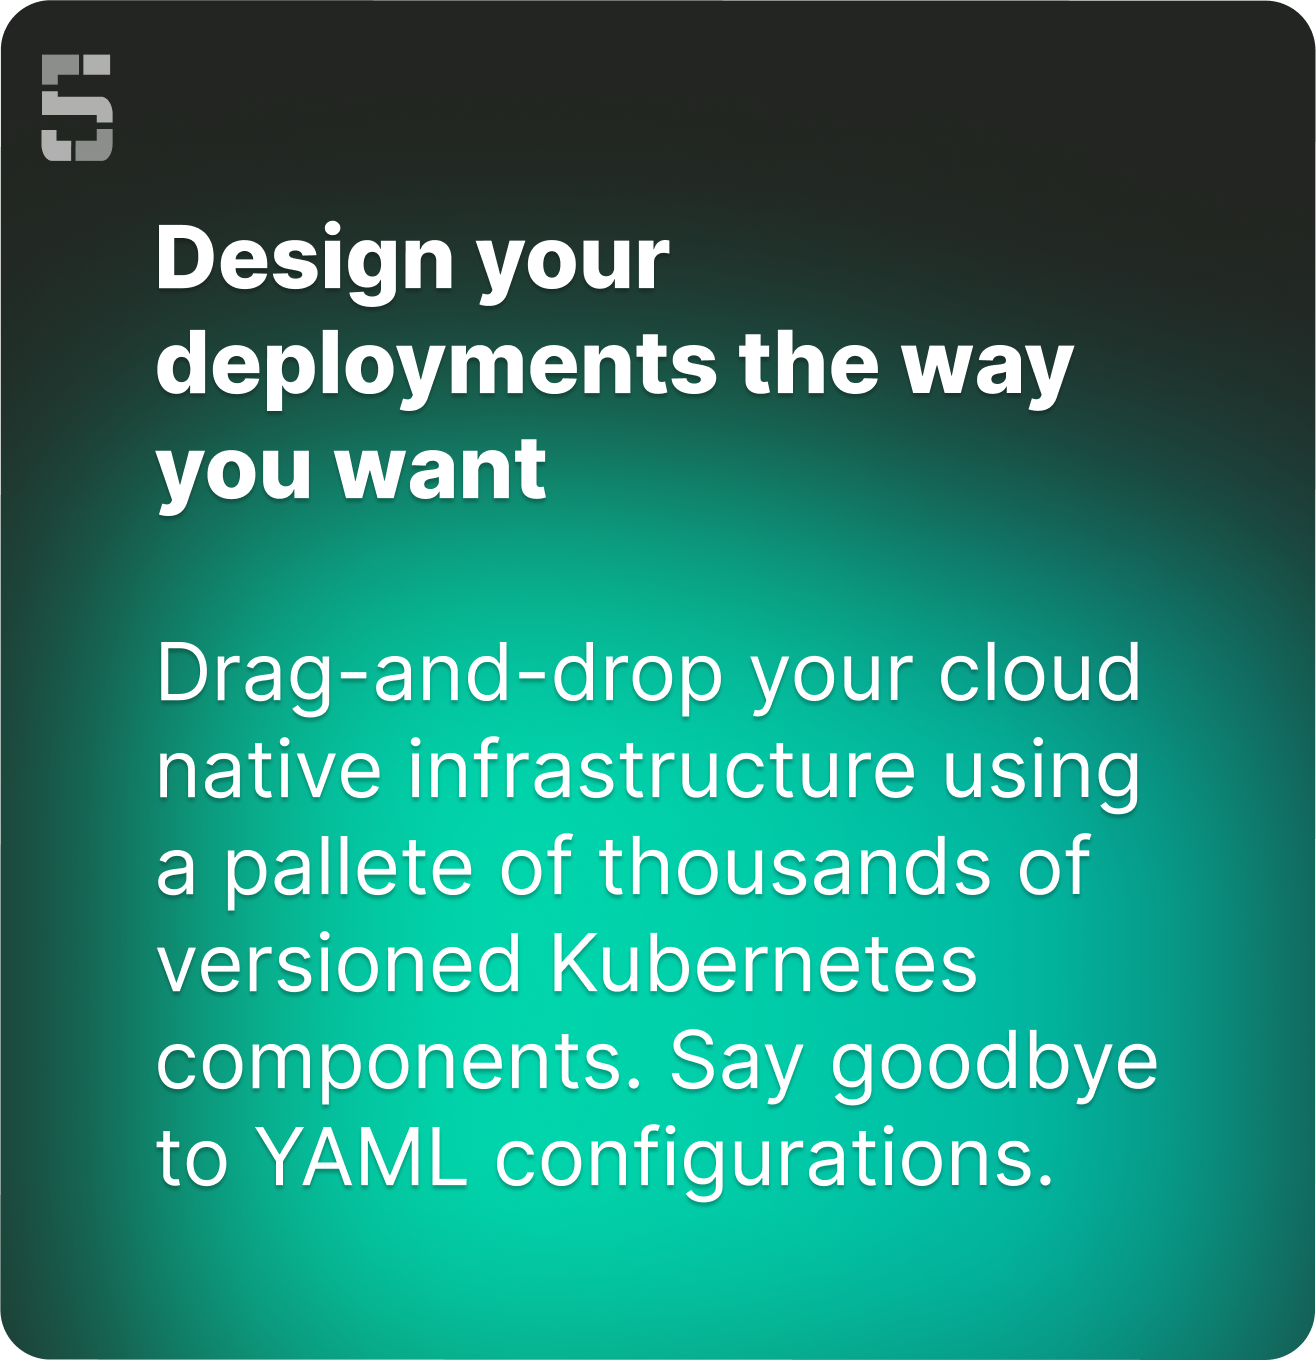 5
Design your
deployments the way
you want
Drag-and-drop your cloud
native infrastructure using
a pallete of thousands of
versioned Kubernetes
components. Say goodbye
to YAML configurations.